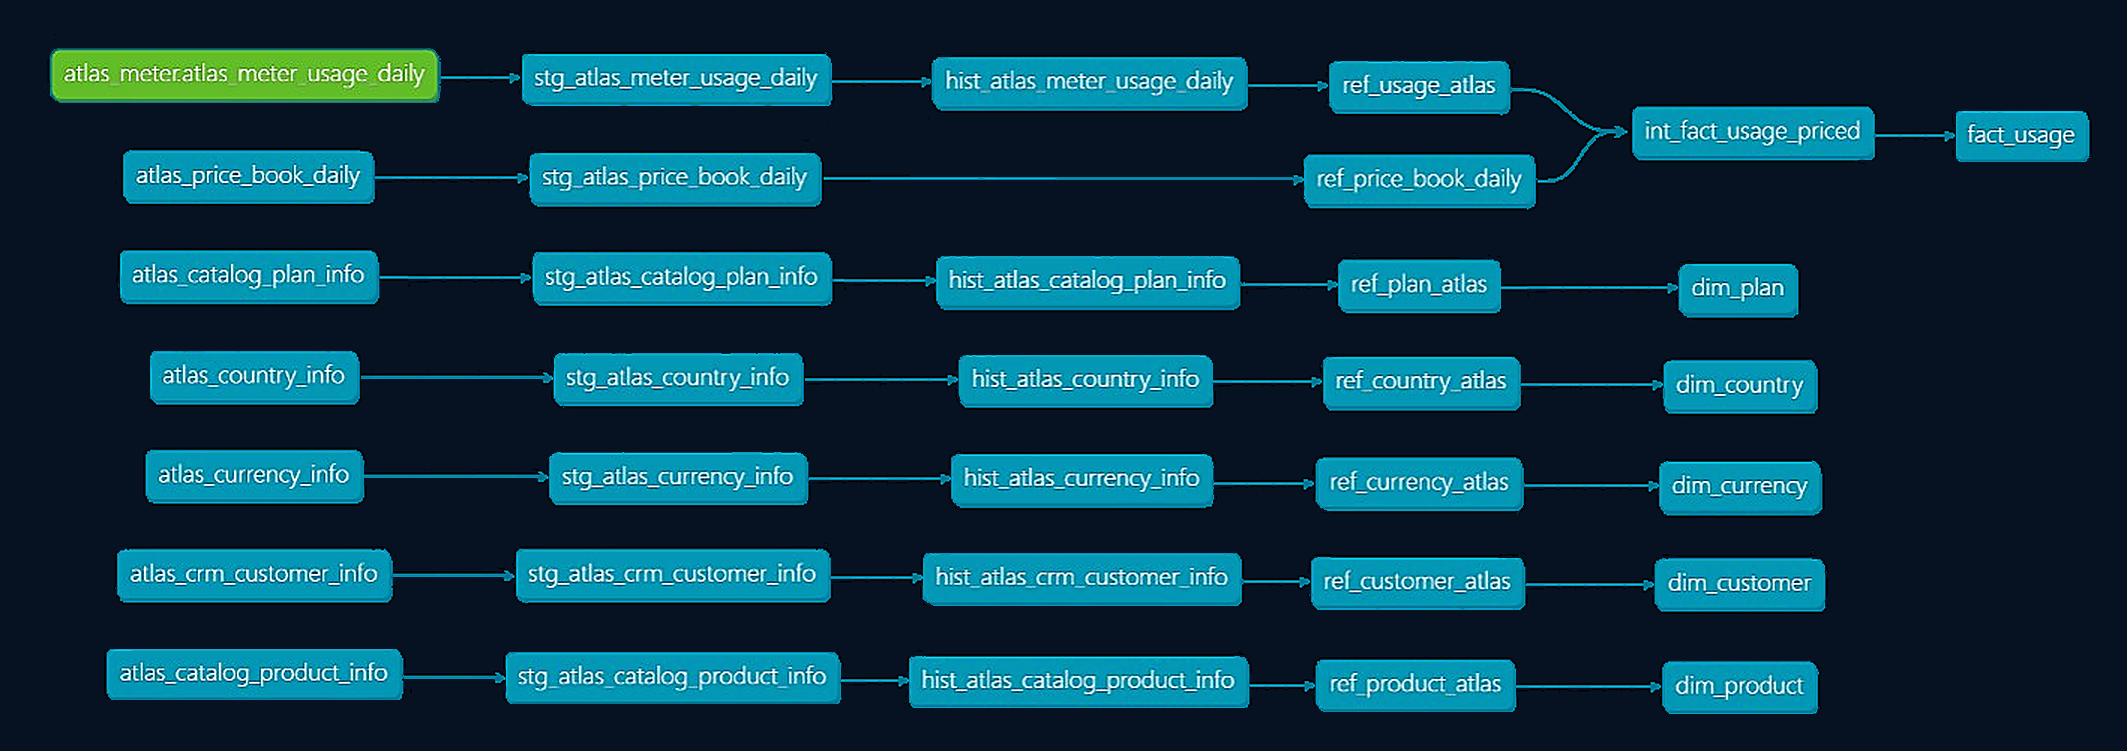 atlas_meter.atlas_meter_usage_daily
stg_atlas_meter_usage_daily
hist_atlas_meter_usage_daily
ref_usage_atlas
int_fact_usage_priced
fact_usage
atlas_price_book_daily
stg_atlas_price_book_daily
ref_price_book_daily
atlas_catalog_plan_info
stg_atlas_catalog_plan_info
hist_atlas_catalog_plan_info
ref_plan_atlas
dim_plan
atlas_country_info
stg_atlas_country_info
hist_atlas_country_info
ref_country_atlas
dim_country
atlas_currency_info
stg_atlas_currency_info
hist_atlas_currency_info
ref_currency_atlas
dim_currency
atlas_crm_customer_info
stg_atlas_crm_customer_info
hist_atlas_crm_customer_info
ref_customer_atlas
dim_customer
atlas_catalog_product_info
stg_atlas_catalog_product_info
hist_atlas_catalog_product_info
ref_product_atlas
dim_product